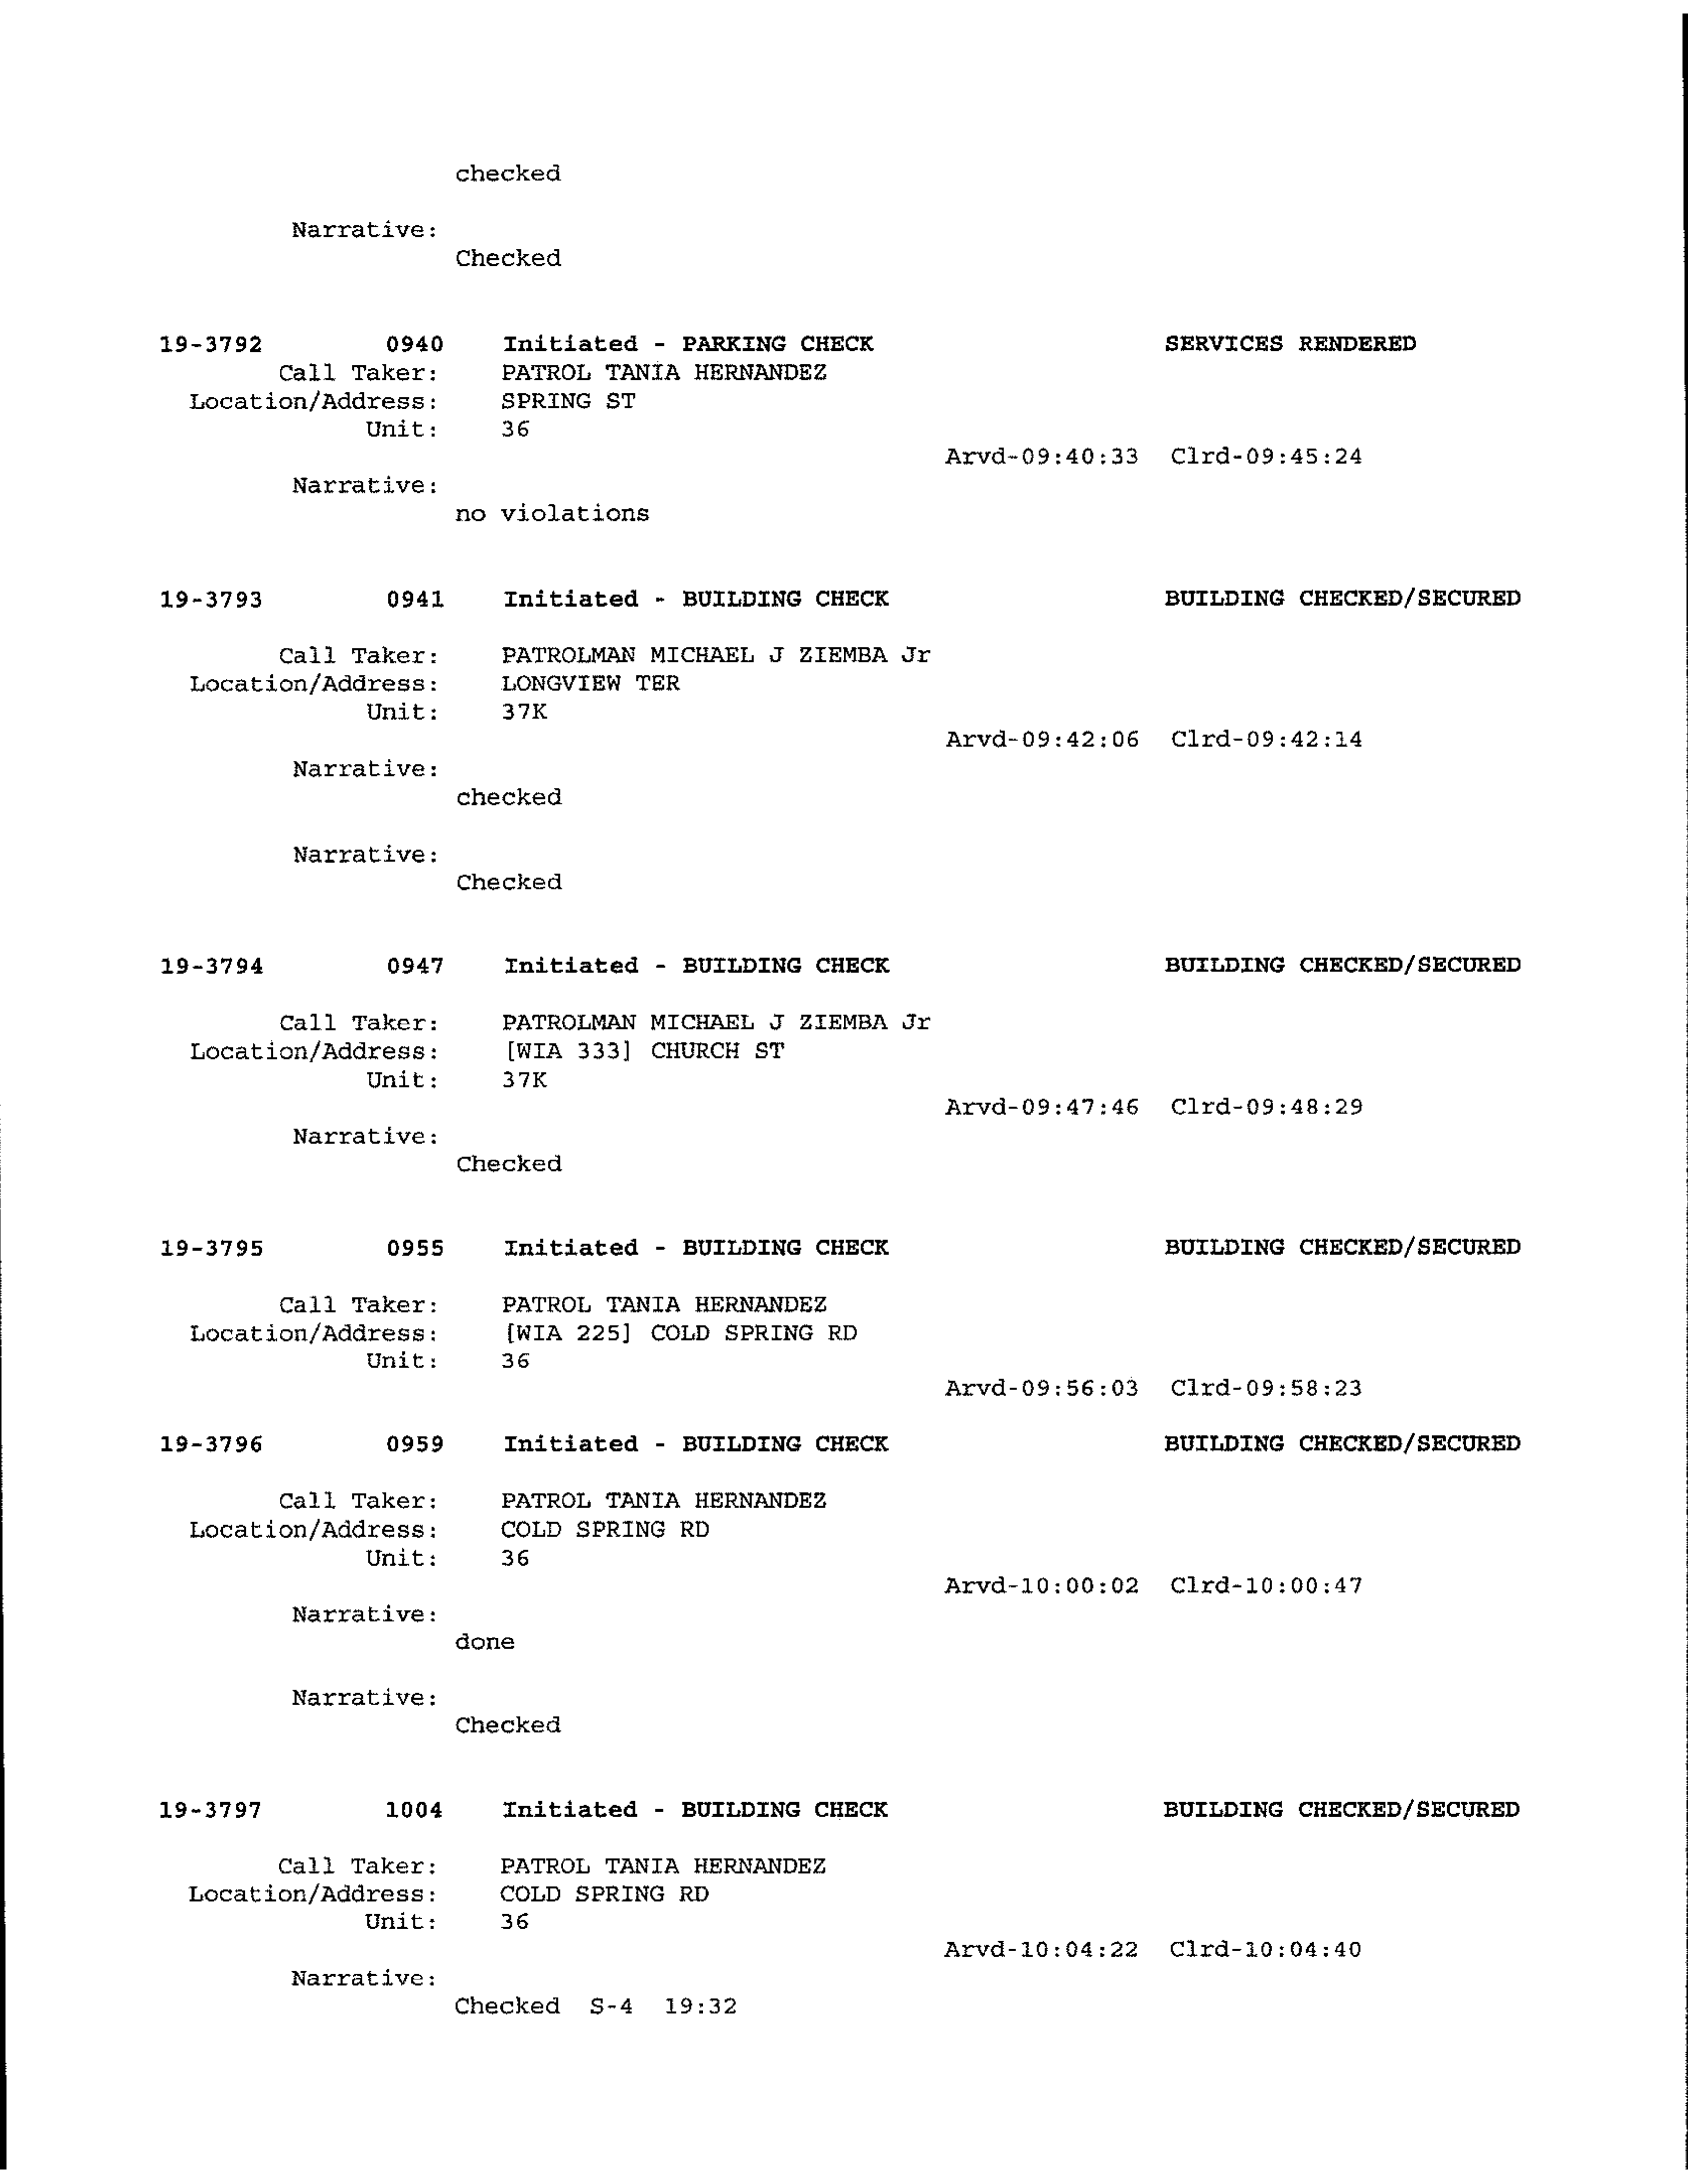 checked
Narrative:
Checked
19-3792 0940 Initiated - PARKING CHECK SERVICES RENDERED
Call Taker: PATROL TANIA HERNANDEZ
Location/Address: SPRING ST
Unit: 36
Arvd-09:40:33 Clrd-09:45:24
Narrative:
no violations
19-3793 0941 Initiated - BUILDING CHECK BUILDING CHECKED/SECURED
Call Taker: PATROLMAN MICHAEL J ZIEMBA Jr
Location/Address: LONGVIEW TER
Unit: 37K
Arvd-09:42:06 Clrd-09:42:14
Narrative:
checked
Narrative:
Checked
19-3794 0947 Initiated - BUILDING CHECK BUILDING CHECKED/SECURED
Call Taker: PATROLMAN MICHAEL J ZIEMBA Jr
Location/Address: [WIA 333] CHURCH ST
Unit: 37K
Arvd-09:47:46 Clrd-09:48:29
Narrative:
Checked
19-3795 0955 Initiated - BUILDING CHECK BUILDING CHECKED/SECURED
Call Taker: PATROL TANIA HERNANDEZ
Location/Address: [WIA 225] COLD SPRING RD
Unit: 36
Arvd-09:56:03 Clrd-09:58:23
19-3796 0959 Initiated - BUILDING CHECK BUILDING CHECKED/SECURED
Call Taker: PATROL TANIA HERNANDEZ
Location/Address: COLD SPRING RD
Unit: 36
Arvd-10:00:02 Clrd-10:00:47
Narrative:
done
Narrative:
Checked
19-3797 1004 Initiated - BUILDING CHECK BUILDING CHECKED/SECURED
Call Taker: PATROL TANIA HERNANDEZ
Location/Address: COLD SPRING RD
Unit: 36
Arvd-10:04:22 Clrd-10:04:40
Narrative:
Checked S-4 19:32